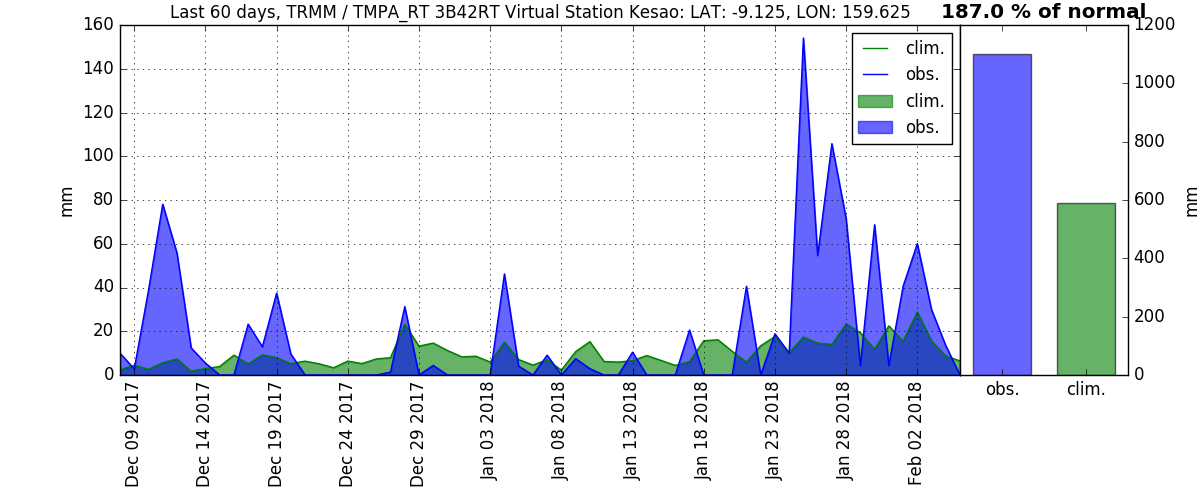 Last 60 days, TRMM / TMPA_RT 3B42RT Virtual Station Kesao: LAT: -9.125, LON: 159.625
187.0 % of normal
160
140
120
100
80
60
40
20
0
mm
clim.
obs.
clim.
obs.
1200
1000
800
600
400
200
0
mm
obs.
clim.
Dec 09 2017
Dec 14 2017
Dec 19 2017
Dec 24 2017
Dec 29 2017
Jan 03 2018
Jan 08 2018
Jan 13 2018
Jan 18 2018
Jan 23 2018
Jan 28 2018
Feb 02 2018